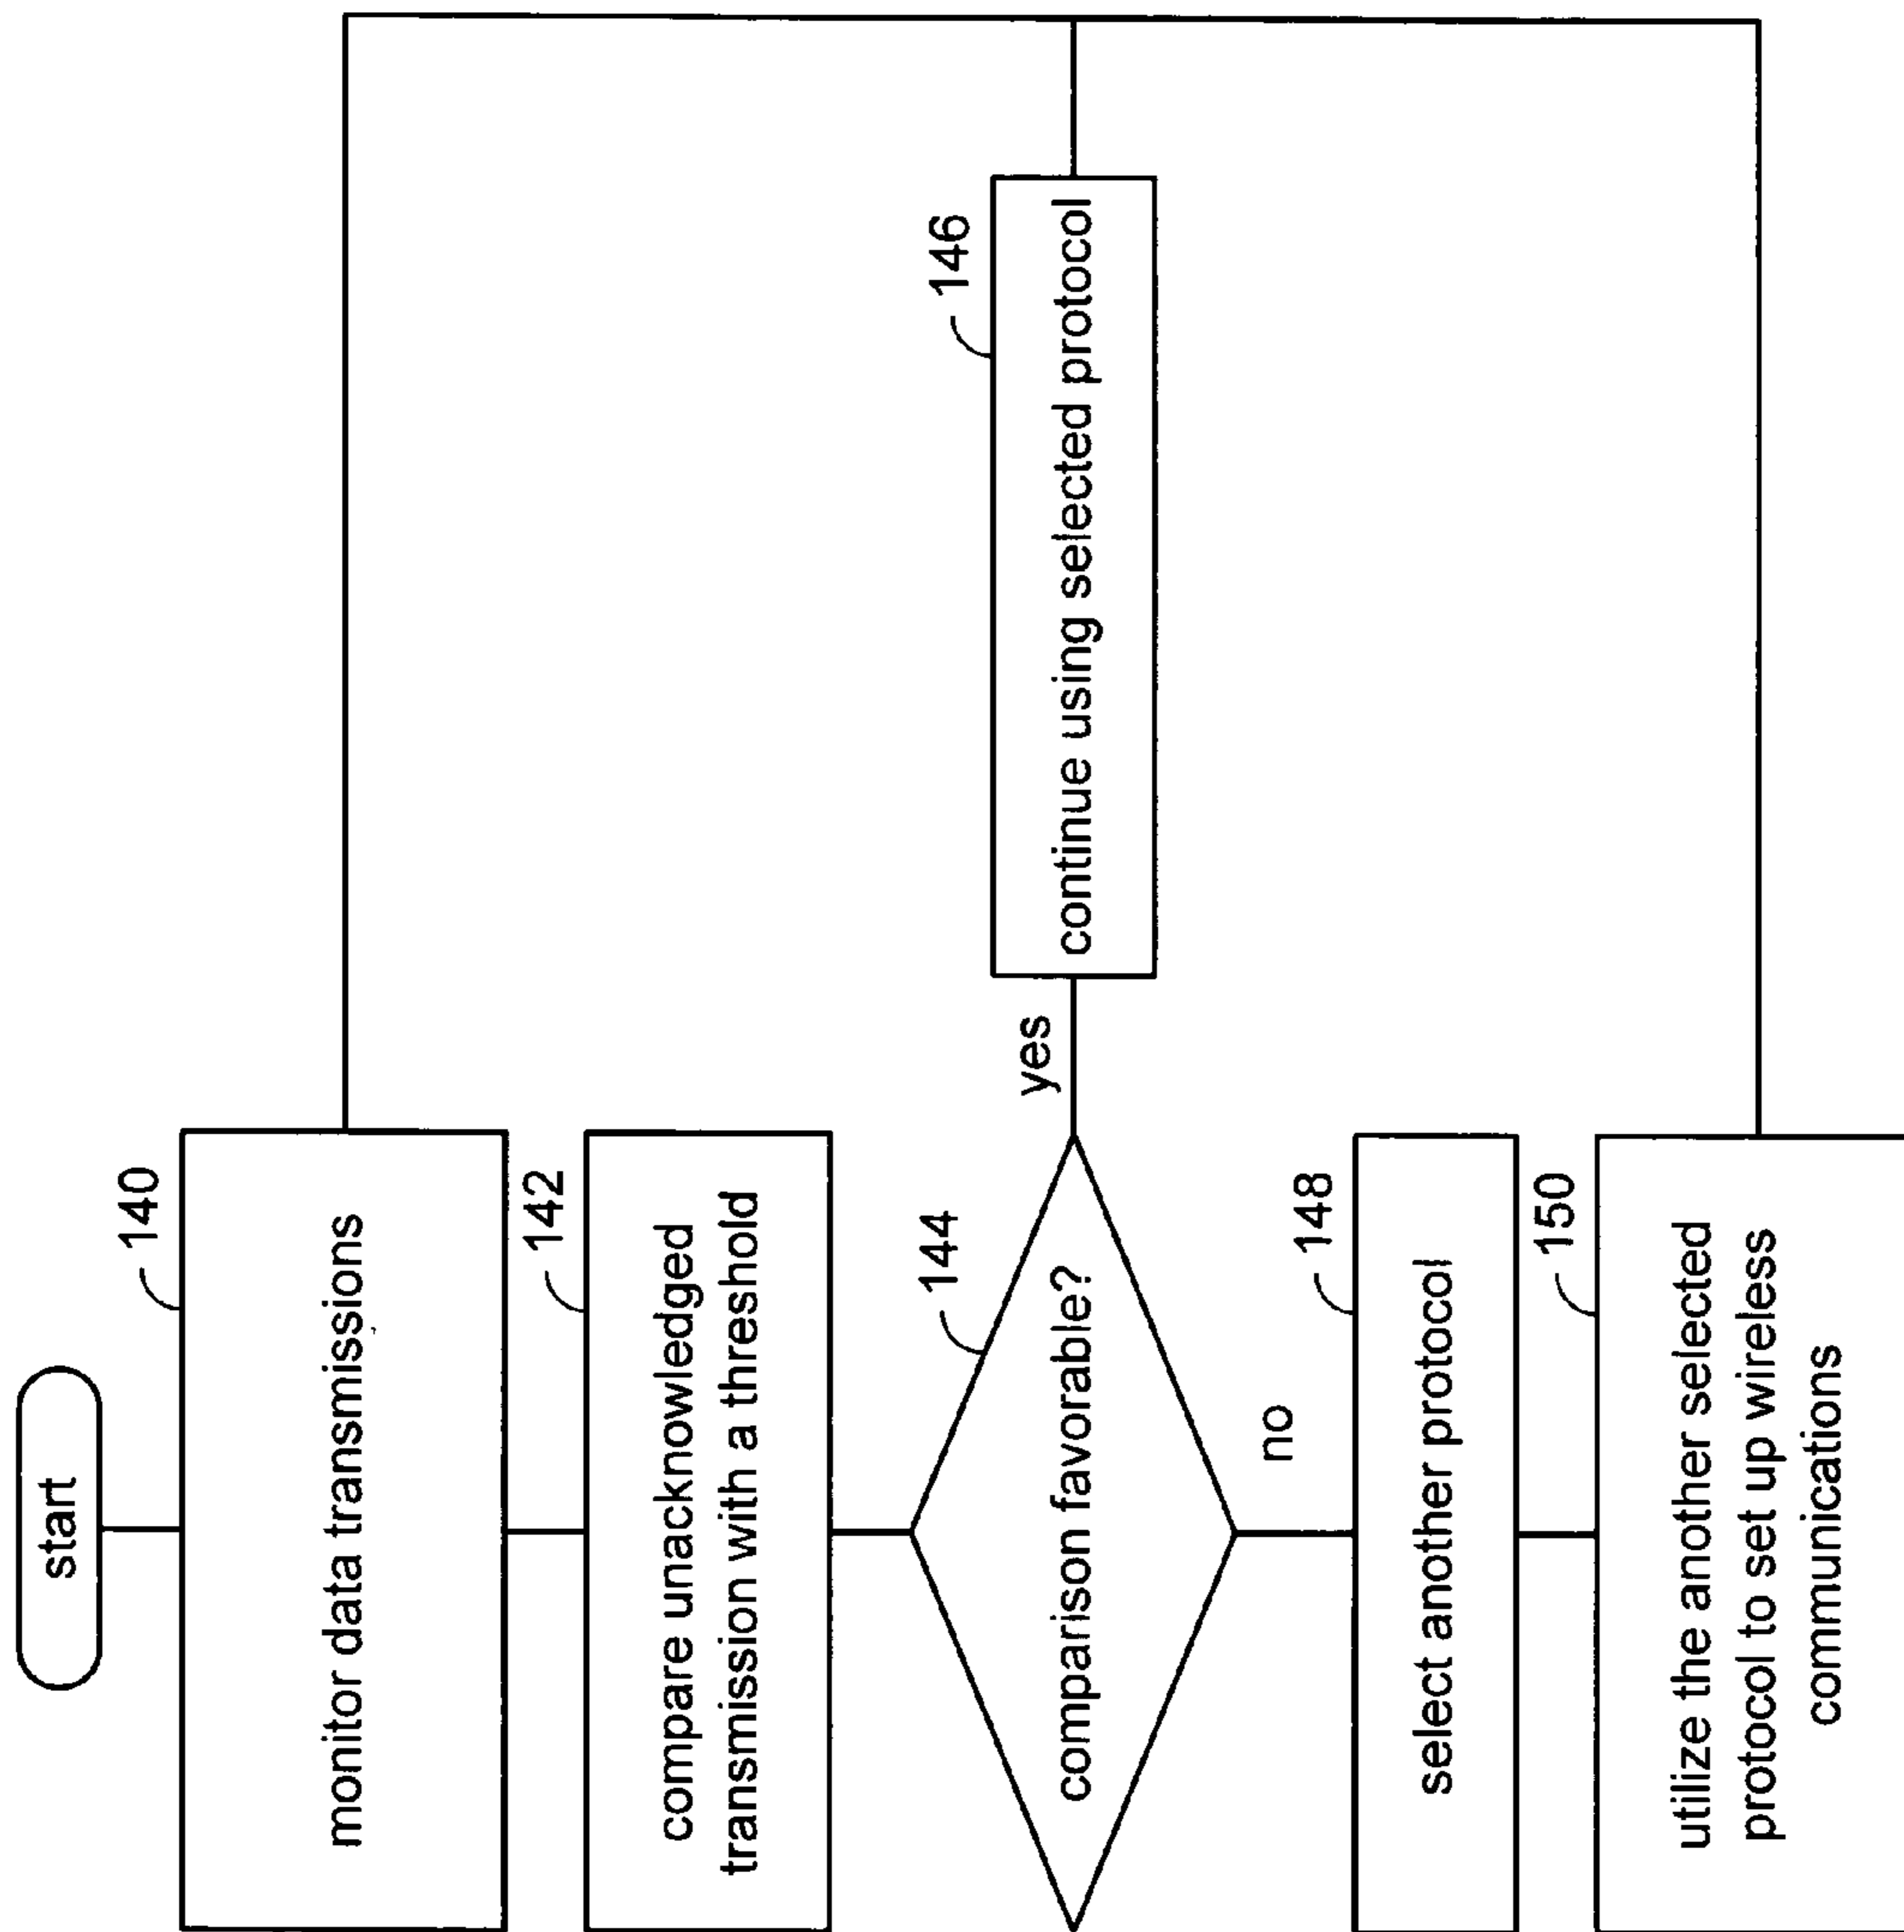 start
140
monitor data transmissions
142
compare unacknowledged
transmission with a threshold
144
comparison favorable?
yes
146
continue using selected protocol
no
148
select another protocol
150
utilize the another selected
protocol to set up wireless
communications